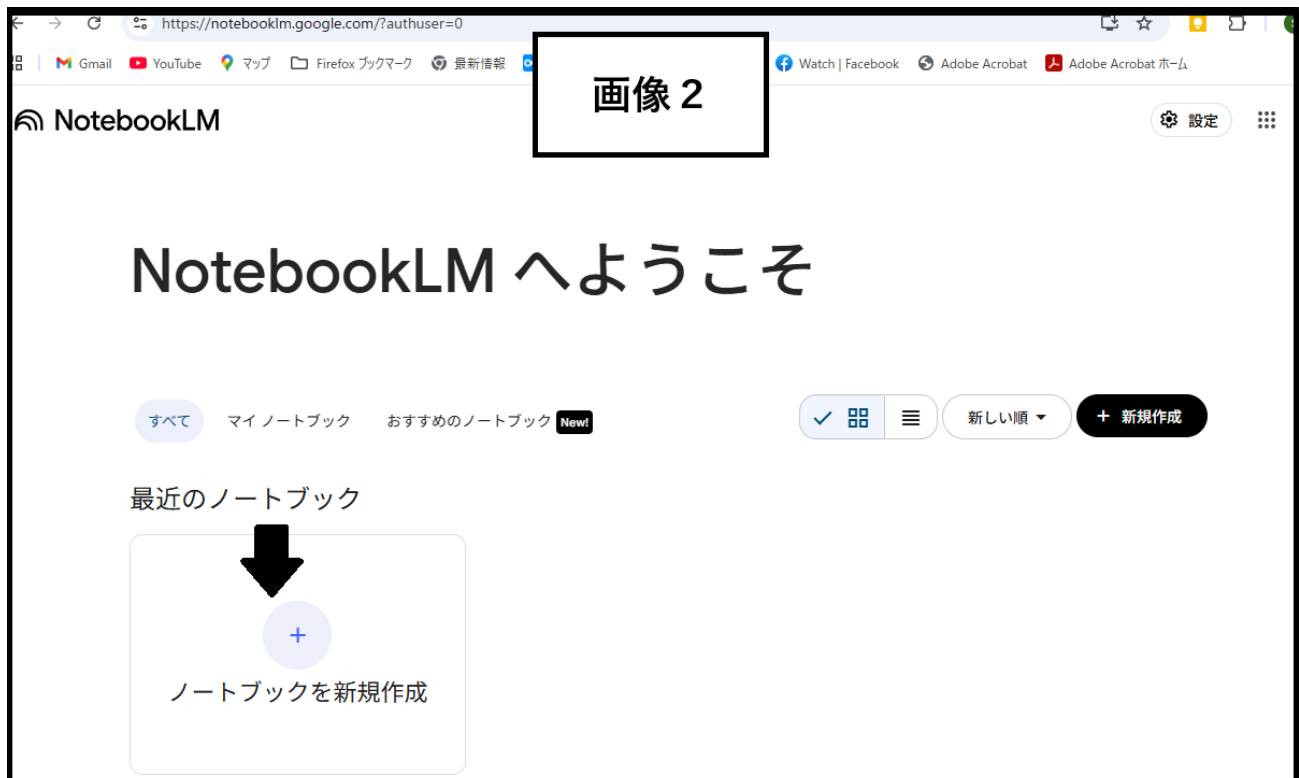 https://notebooklm.google.com/?authuser=0
Gmail YouTube マップ Firefox ブックマーク 最新情報 Watch | Facebook Adobe Acrobat Adobe Acrobat ホーム
画像２
NotebookLM 設定
NotebookLM へようこそ
すべて マイ ノートブック おすすめのノートブック New! 新しい順 + 新規作成
最近のノートブック
+
ノートブックを新規作成